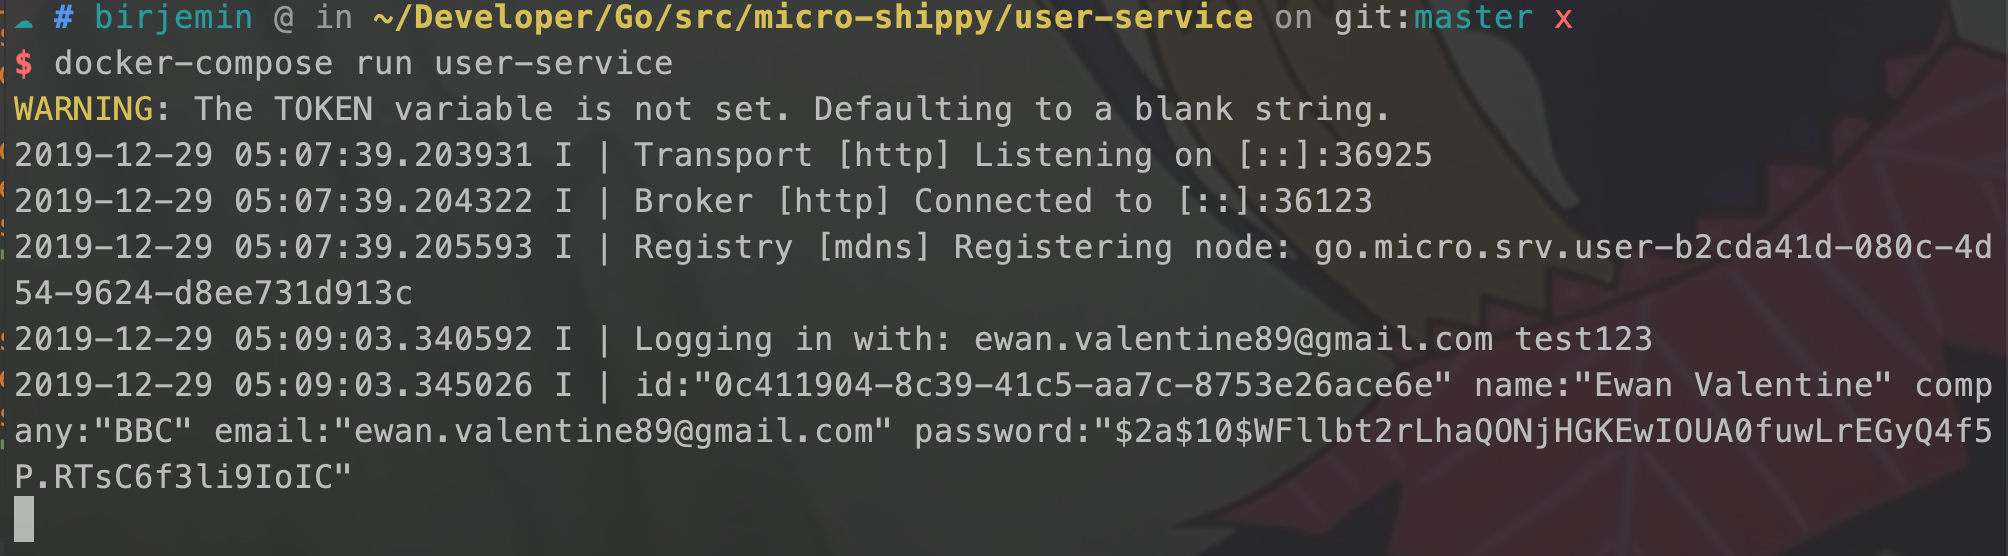 ☁ # birjemin @ in ~/Developer/Go/src/micro-shippy/user-service on git:master x
$ docker-compose run user-service
WARNING: The TOKEN variable is not set. Defaulting to a blank string.
2019-12-29 05:07:39.203931 I | Transport [http] Listening on [::]:36925
2019-12-29 05:07:39.204322 I | Broker [http] Connected to [::]:36123
2019-12-29 05:07:39.205593 I | Registry [mdns] Registering node: go.micro.srv.user-b2cda41d-080c-4d
54-9624-d8ee731d913c
2019-12-29 05:09:03.340592 I | Logging in with: ewan.valentine89@gmail.com test123
2019-12-29 05:09:03.345026 I | id:"0c411904-8c39-41c5-aa7c-8753e26ace6e" name:"Ewan Valentine" comp
any:"BBC" email:"ewan.valentine89@gmail.com" password:"$2a$10$WFllbt2rLhaQONjHGKEwIOUA0fuwLrEGyQ4f5
P.RTsC6f3li9IoIC"